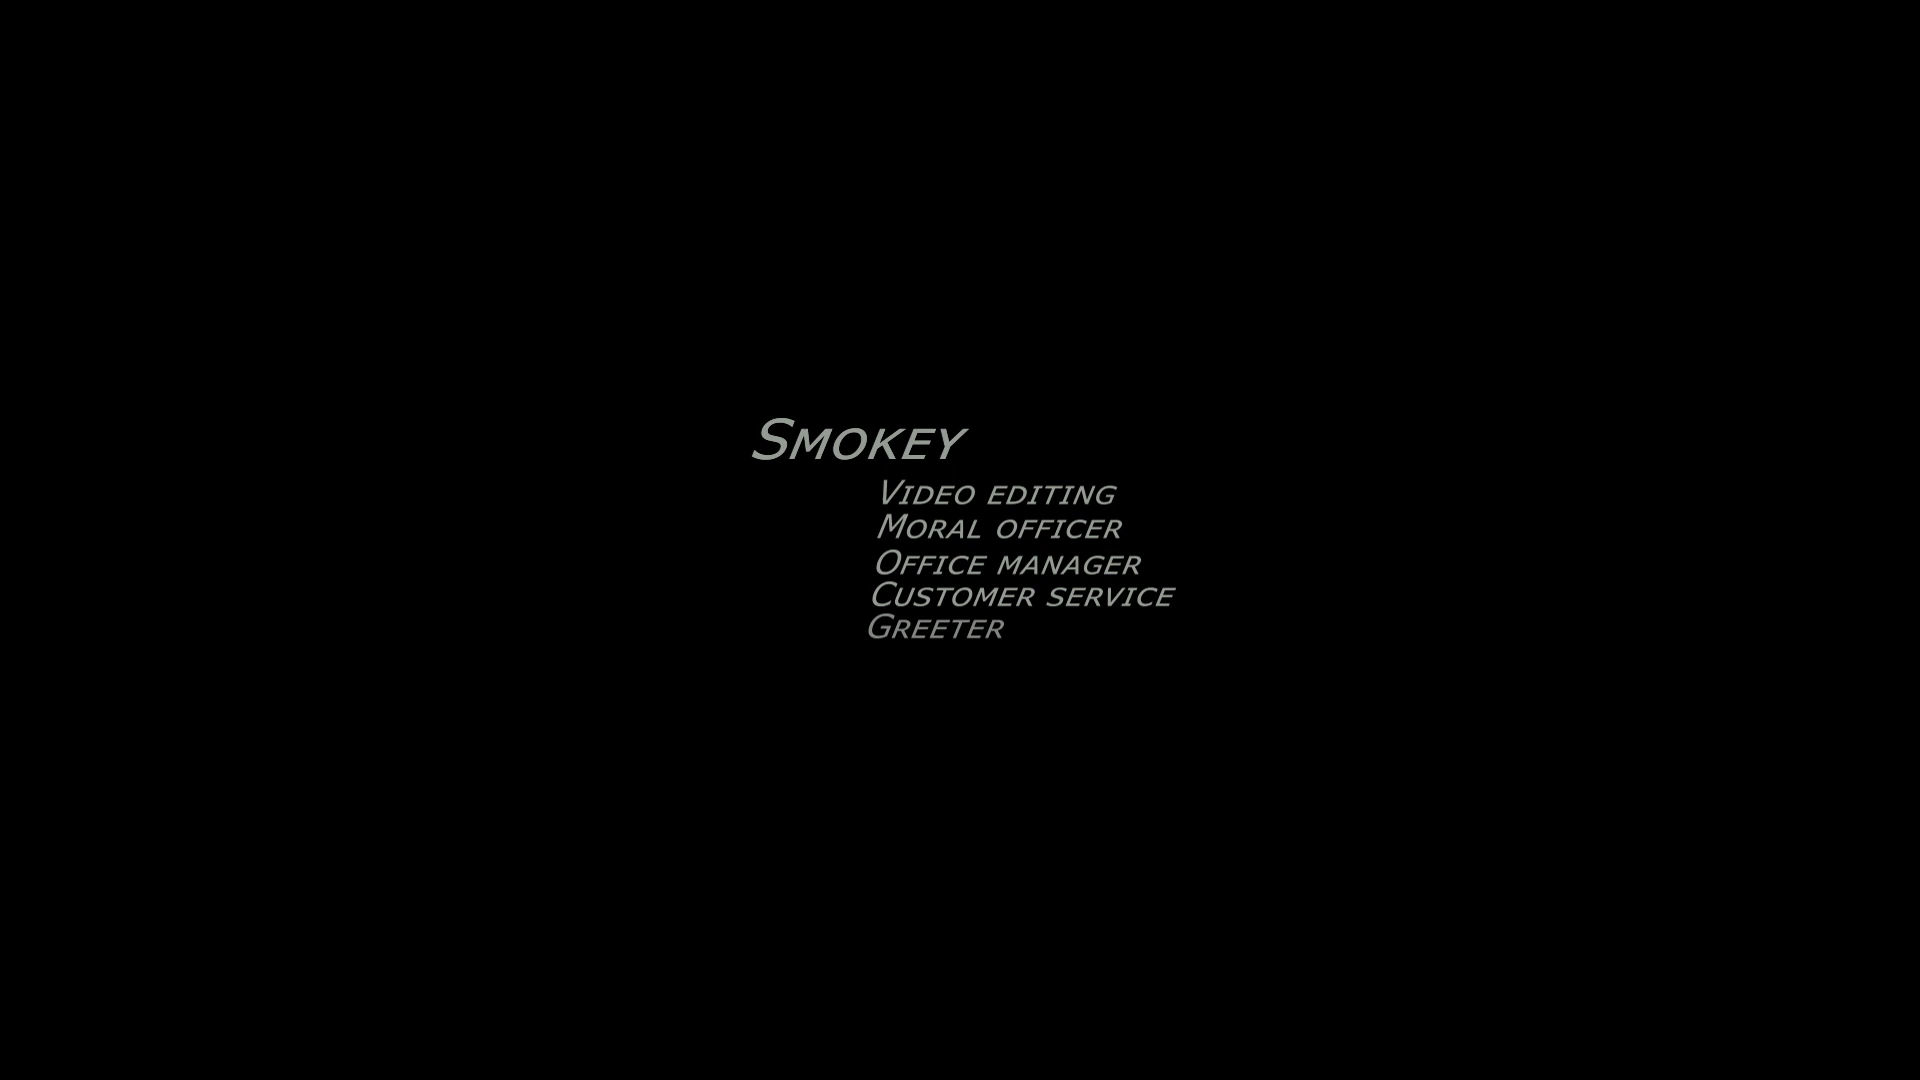 Smokey
Video editing
Moral officer
Office manager
Customer service
Greeter